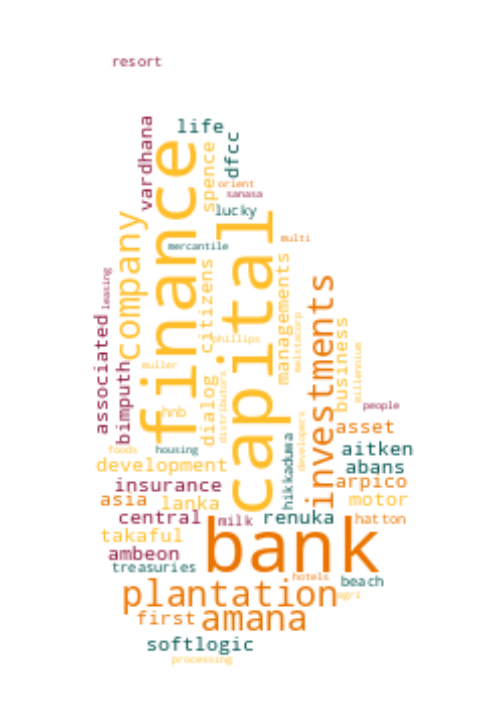 resort
vardhana
life
dfcc
finance
spence
orient
sanasa
lucky
company
capital
mercantile
multi
citizens
managements
leasing
investments
meistacorp
associated
business
phillips
millennium
bimputh
muller
dialog
distributors
hnb
people
developers
asset
hikkaduwa
foods
housing
aitken
development
abans
insurance
arpico
asia
lanka
motor
central
milk
renuka
hatton
bank
takaful
ambeon
treasuries
hotels
beach
plantation
agri
first
amana
softlogic
processing